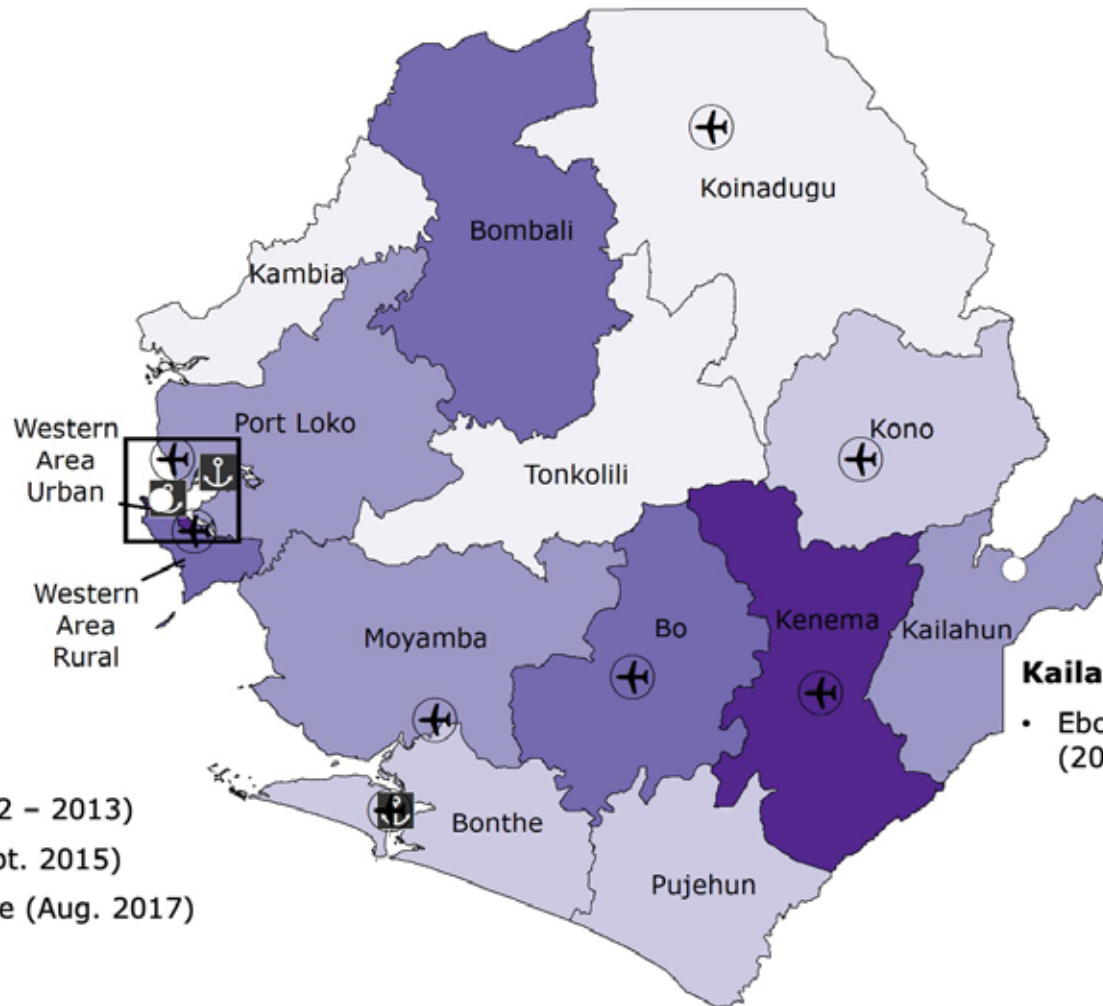 Koinadugu
Bombali
Kambia
Port Loko
Kono
Western
Area
Urban
Tonkolili
Western
Area
Rural
Moyamba
Bo
Kenema
Kailahun
Bonthe
Pujehun
Kaila
• Ebo
(20
2 – 2013)
pt. 2015)
e (Aug. 2017)